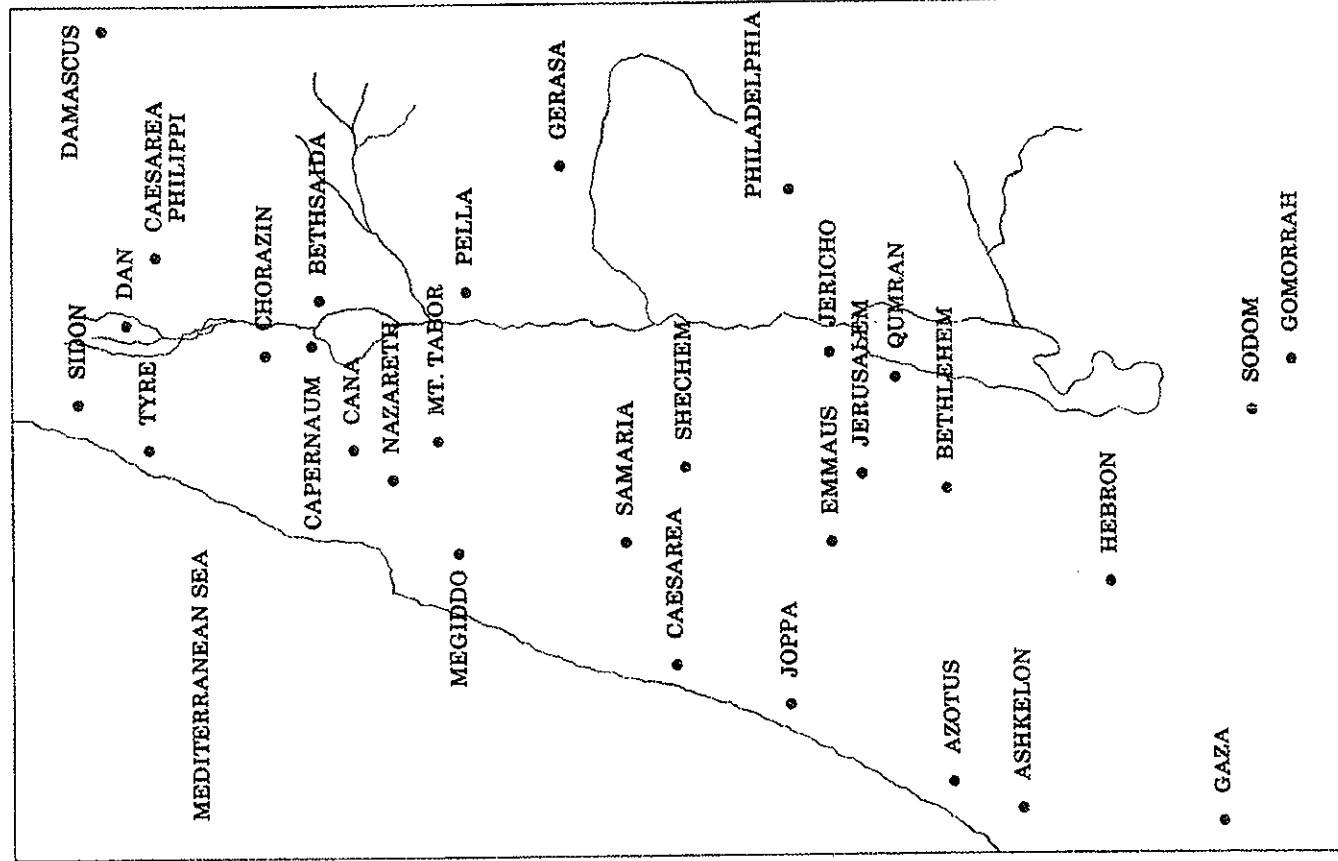 DAMASCUS
SIDON
DAN
CAESAREA
PHILIPPI
TYRE
MEDITERRANEAN SEA
CHORAZIN
BETHSAIDA
CAPERNAUM
CANA
NAZARETH
MT. TABOR
PELLA
MEGIDDO
GERASA
SAMARIA
SHECHEM
CAESAREA
PHILADELPHIA
JOPPA
JERICHO
EMMAUS
JERUSALEM
QUMRAN
BETHLEHEM
AZOTUS
ASHKELON
HEBRON
GAZA
SODOM
GOMORRAH